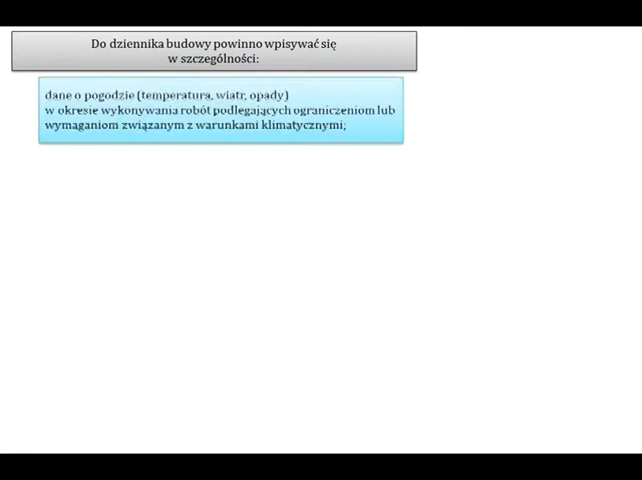 Do dziennika budowy powinno wpisywać się
w szczególności:
dane o pogodzie (temperatura, wiatr, opady)
w okresie wykonywania robót podlegających ograniczeniom lub
wymaganiom związanym z warunkami klimatycznymi;